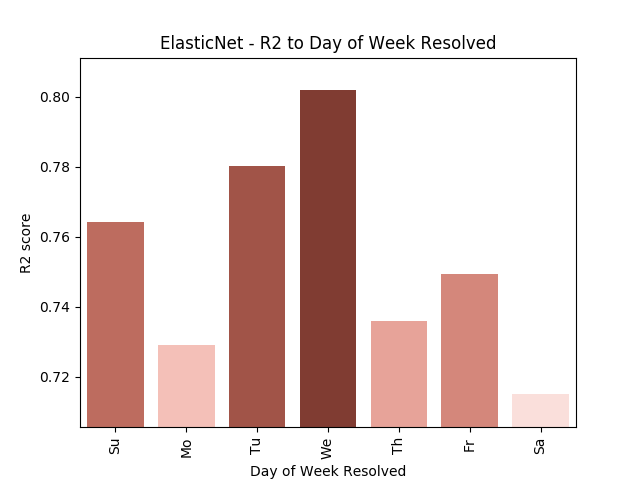 ElasticNet - R2 to Day of Week Resolved
0.80
0.78
0.76
0.74
0.72
R2 score
Su
Mo
Tu
We
Th
Fr
Sa
Day of Week Resolved